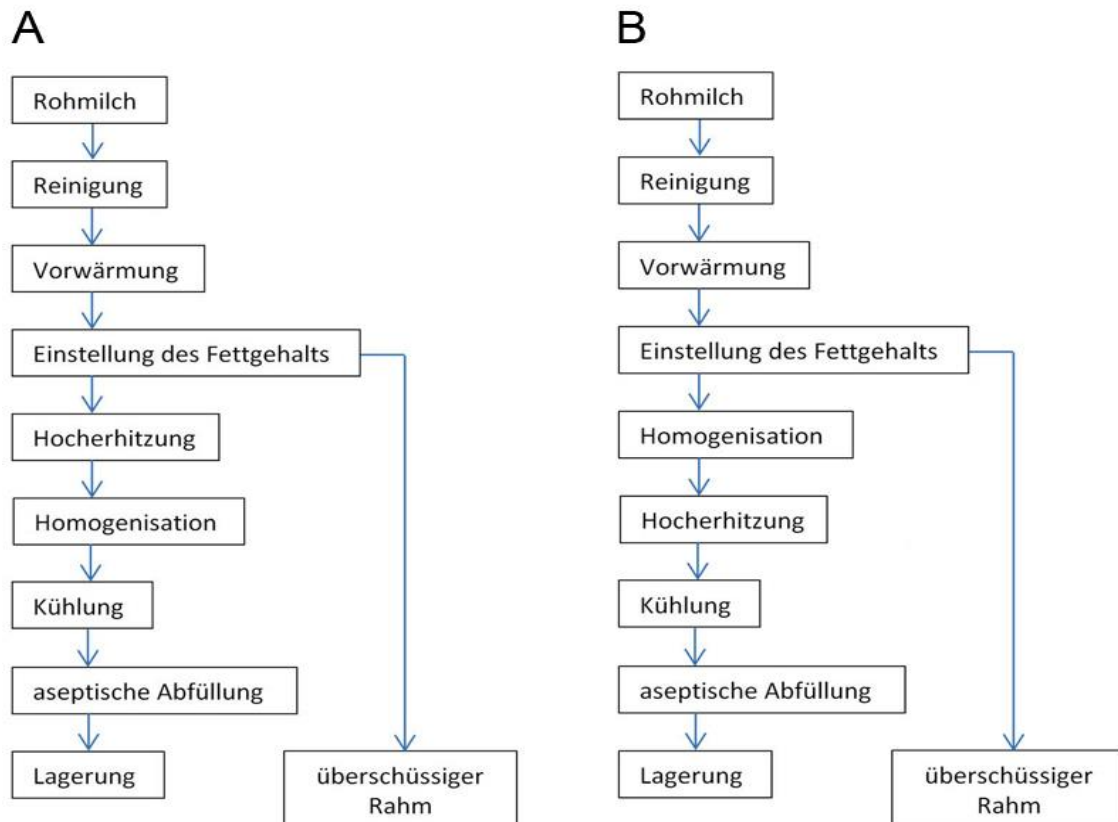 A
Rohmilch
Reinigung
Vorwärmung
Einstellung des Fettgehalts
Hocherhitzung
Homogenisation
Kühlung
aseptische Abfüllung
Lagerung
überschüssiger
Rahm
B
Rohmilch
Reinigung
Vorwärmung
Einstellung des Fettgehalts
Homogenisation
Hocherhitzung
Kühlung
aseptische Abfüllung
Lagerung
überschüssiger
Rahm